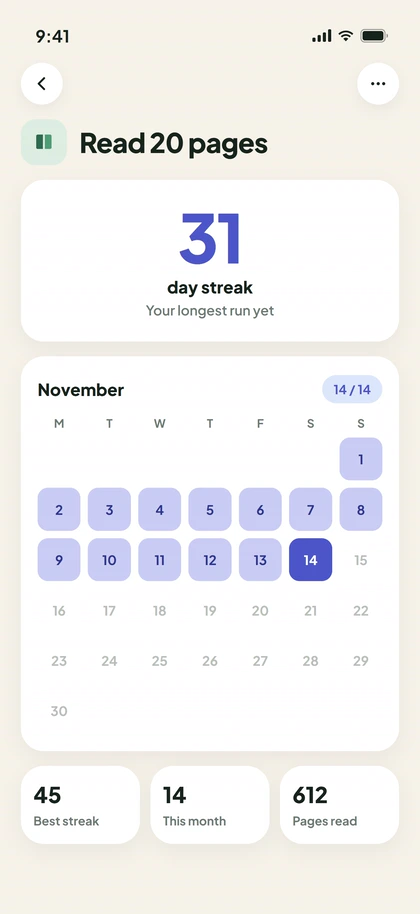 9:41
Read 20 pages
31
day streak
Your longest run yet
November 14 / 14
M T W T F S S
1
2 3 4 5 6 7 8
9 10 11 12 13 14 15
16 17 18 19 20 21 22
23 24 25 26 27 28 29
30
45 14 612
Best streak This month Pages read